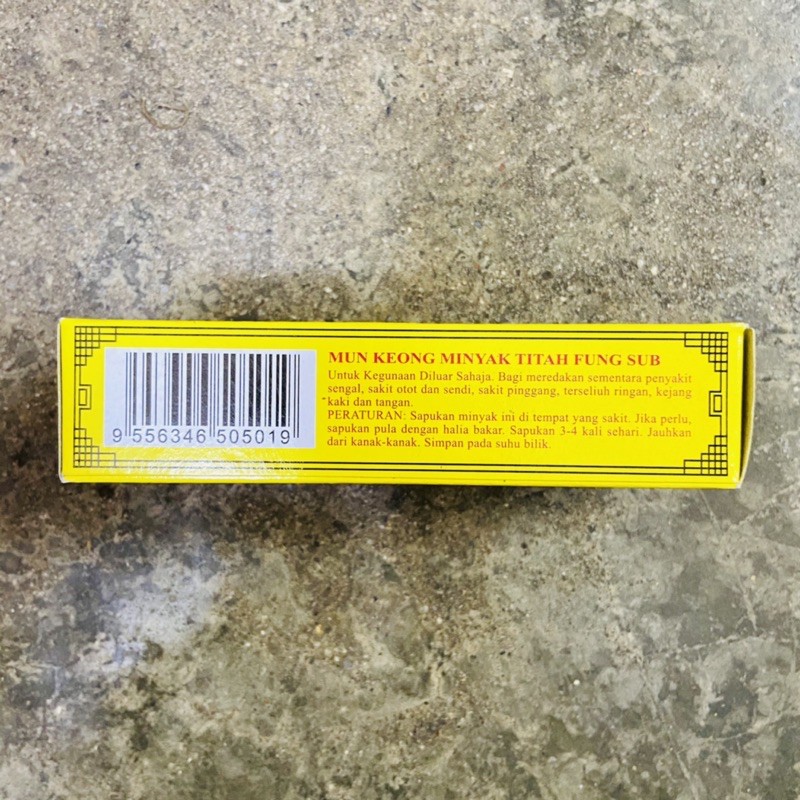 MUN KEONG MINYAK TITAH FUNG SUB
Untuk Kegunaan Diluar Sahaja. Bagi meredakan sementara penyakit
sengal, sakit otot dan sendi, sakit pinggang, terseliuh ringan, kejang
kaki dan tangan.
PERATURAN: Sapukan minyak ini di tempat yang sakit. Jika perlu,
sapukan pula dengan halia bakar. Sapukan 3-4 kali sehari. Jauhkan
dari kanak-kanak. Simpan pada suhu bilik.
9 556346 505019